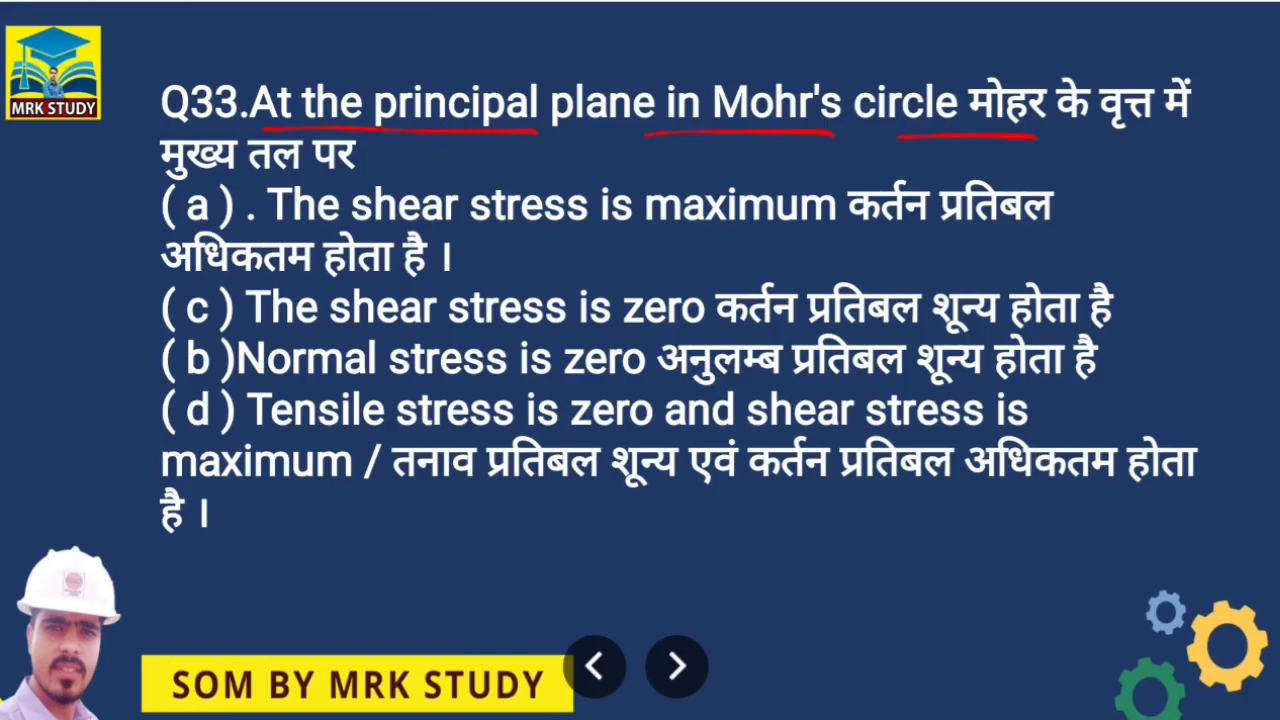 MRK STUDY
Q33.At the principal plane in Mohr's circle मोहर के वृत्त में
मुख्य तल पर
( a ) . The shear stress is maximum कर्तन प्रतिबल
अधिकतम होता है ।
( c ) The shear stress is zero कर्तन प्रतिबल शून्य होता है
( b )Normal stress is zero अनुलम्ब प्रतिबल शून्य होता है
( d ) Tensile stress is zero and shear stress is
maximum / तनाव प्रतिबल शून्य एवं कर्तन प्रतिबल अधिकतम होता
है ।
SOM BY MRK STUDY